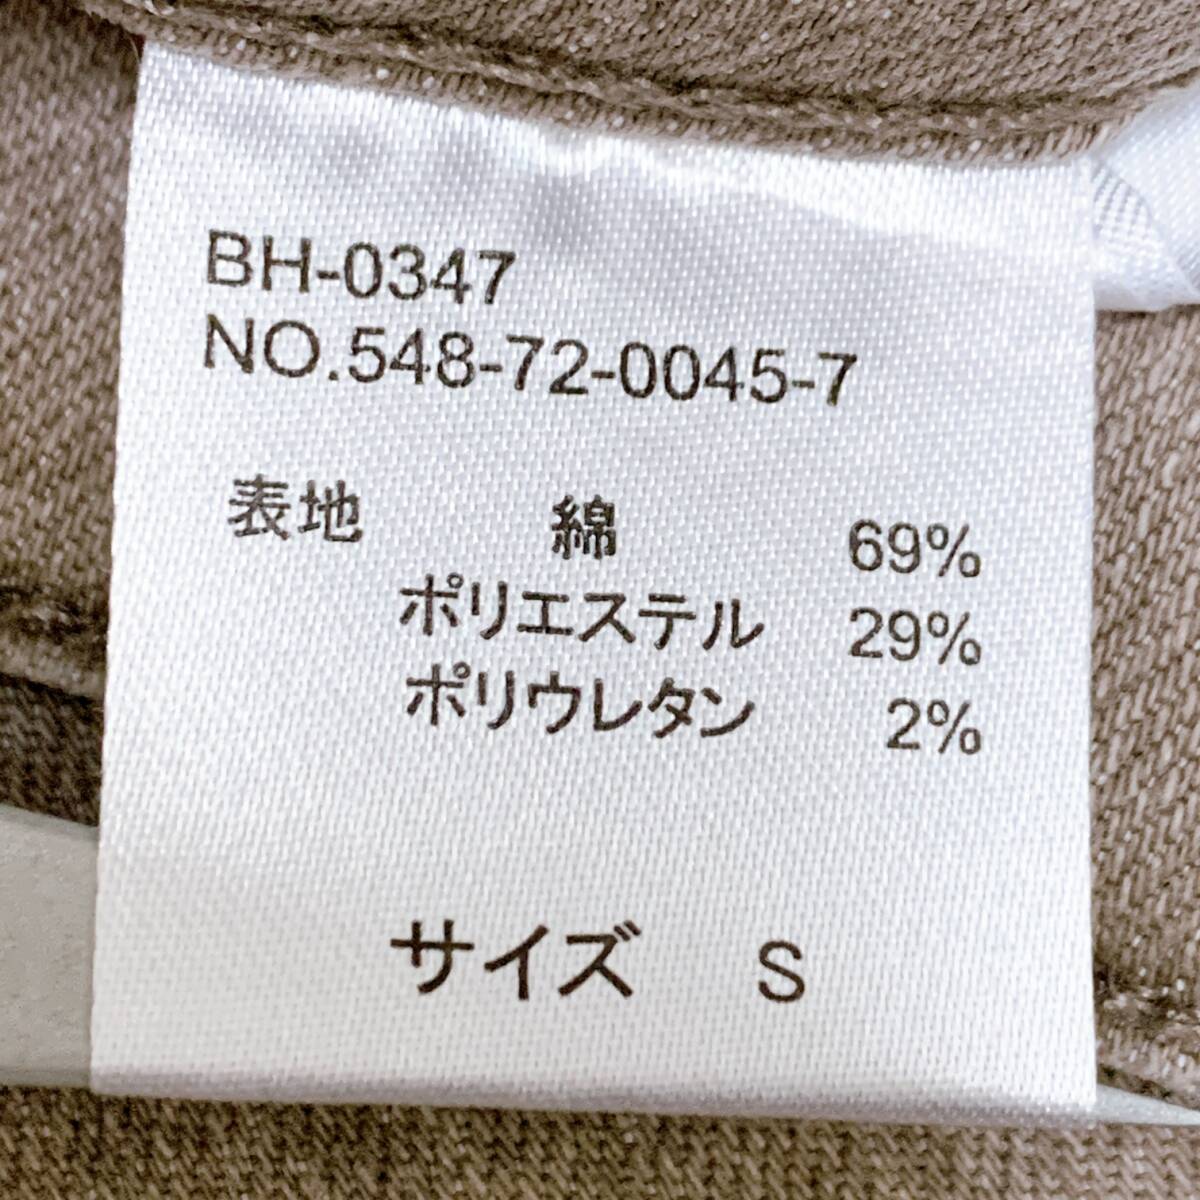 BH-0347
NO.548-72-0045-7
表地 綿 69%
ポリエステル 29%
ポリウレタン 2%
サイズ S